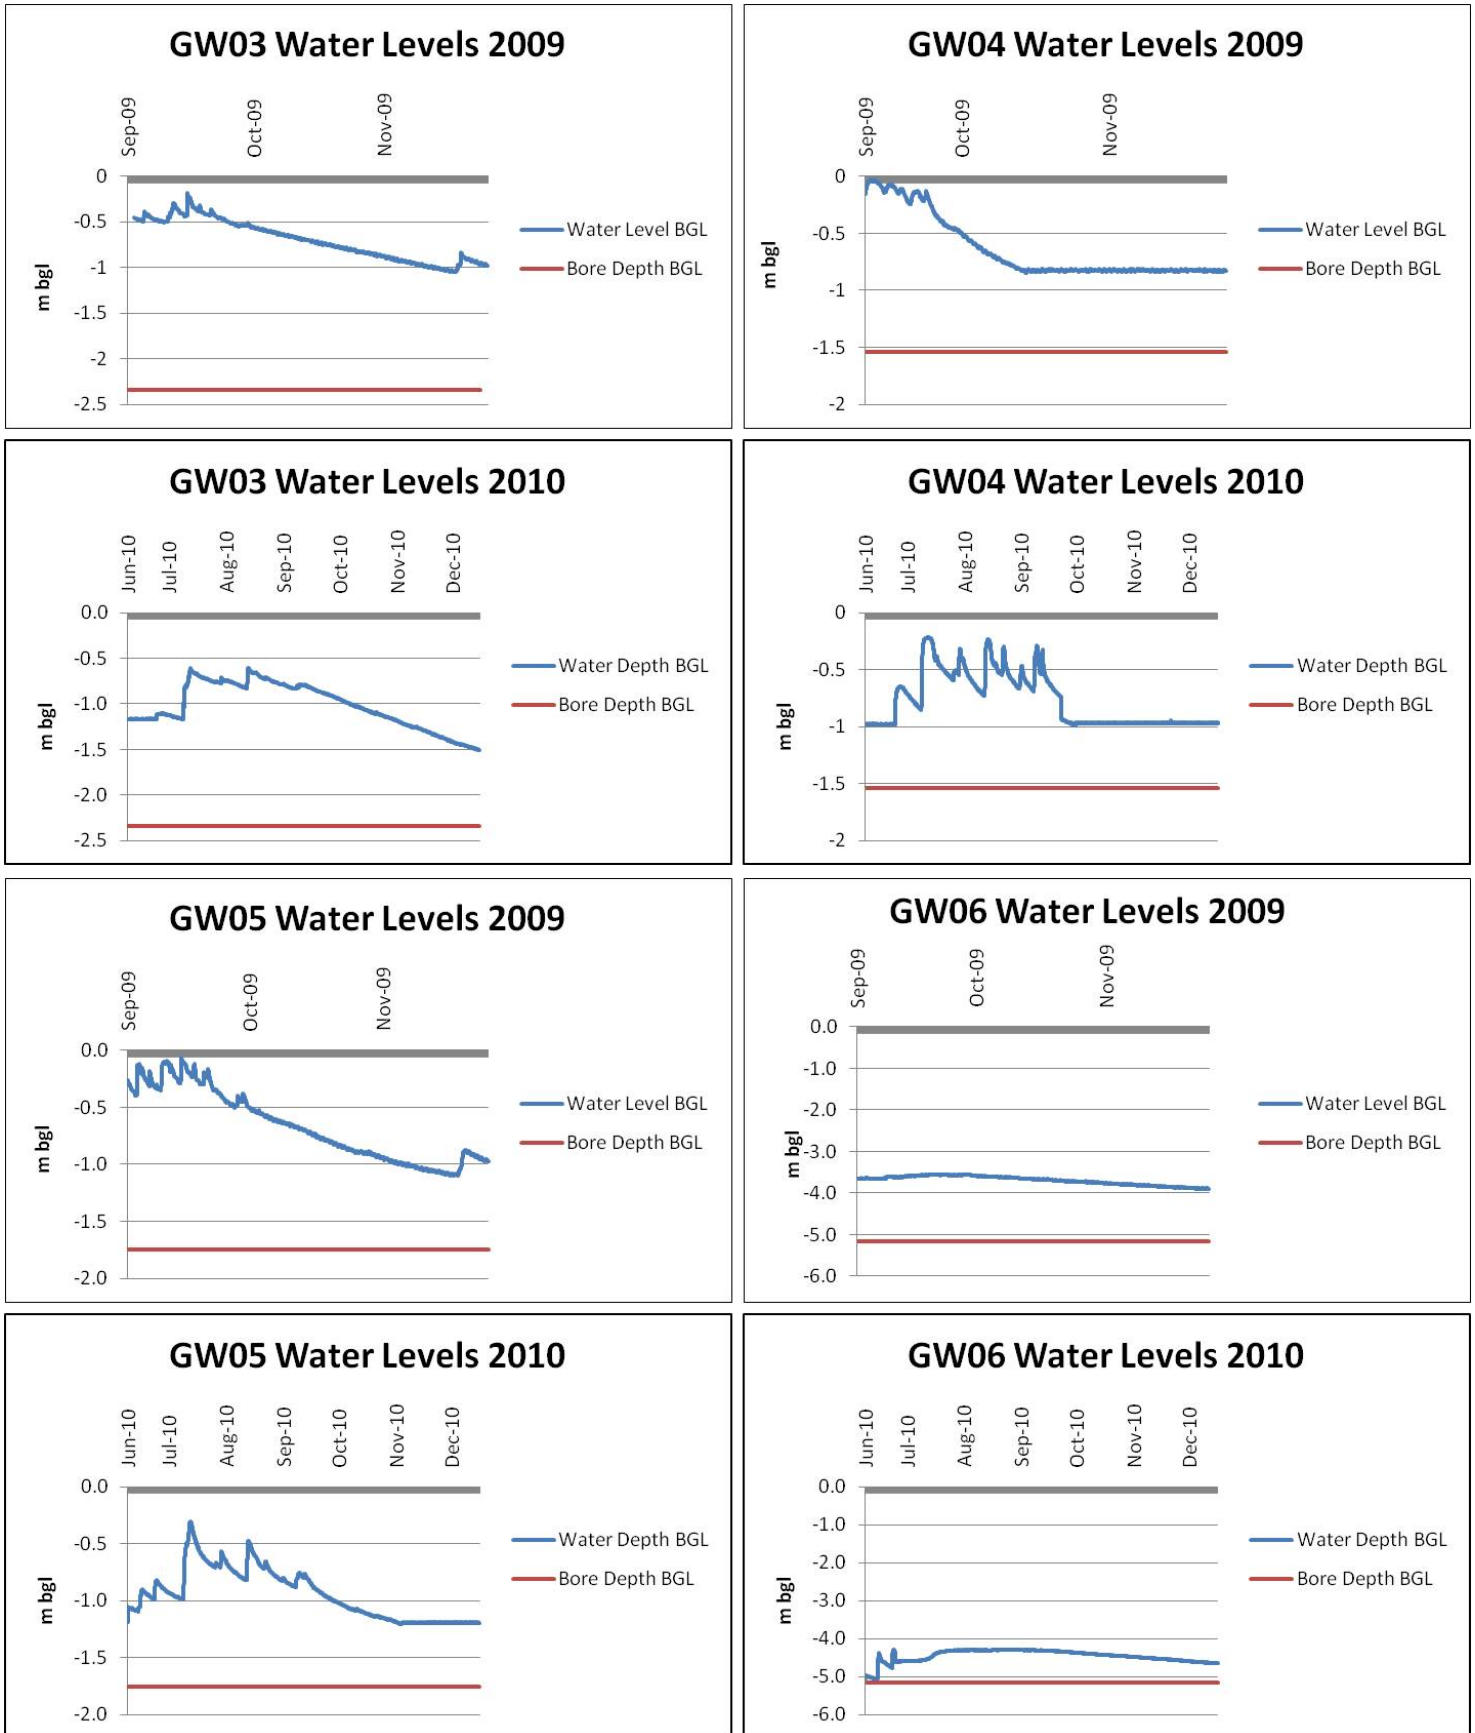 GW03 Water Levels 2009
Sep-09
Oct-09
Nov-09
0
-0.5
-1
-1.5
-2
-2.5
m bgl
Water Level BGL
Bore Depth BGL
GW04 Water Levels 2009
Sep-09
Oct-09
Nov-09
0
-0.5
-1
-1.5
-2
m bgl
Water Level BGL
Bore Depth BGL
GW03 Water Levels 2010
Jun-10
Jul-10
Aug-10
Sep-10
Oct-10
Nov-10
Dec-10
0.0
-0.5
-1.0
-1.5
-2.0
-2.5
m bgl
Water Depth BGL
Bore Depth BGL
GW04 Water Levels 2010
Jun-10
Jul-10
Aug-10
Sep-10
Oct-10
Nov-10
Dec-10
0
-0.5
-1
-1.5
-2
m bgl
Water Depth BGL
Bore Depth BGL
GW05 Water Levels 2009
Sep-09
Oct-09
Nov-09
0.0
-0.5
-1.0
-1.5
-2.0
m bgl
Water Level BGL
Bore Depth BGL
GW06 Water Levels 2009
Sep-09
Oct-09
Nov-09
0.0
-1.0
-2.0
-3.0
-4.0
-5.0
-6.0
m bgl
Water Level BGL
Bore Depth BGL
GW05 Water Levels 2010
Jun-10
Jul-10
Aug-10
Sep-10
Oct-10
Nov-10
Dec-10
0.0
-0.5
-1.0
-1.5
-2.0
m bgl
Water Depth BGL
Bore Depth BGL
GW06 Water Levels 2010
Jun-10
Jul-10
Aug-10
Sep-10
Oct-10
Nov-10
Dec-10
0.0
-1.0
-2.0
-3.0
-4.0
-5.0
-6.0
m bgl
Water Depth BGL
Bore Depth BGL